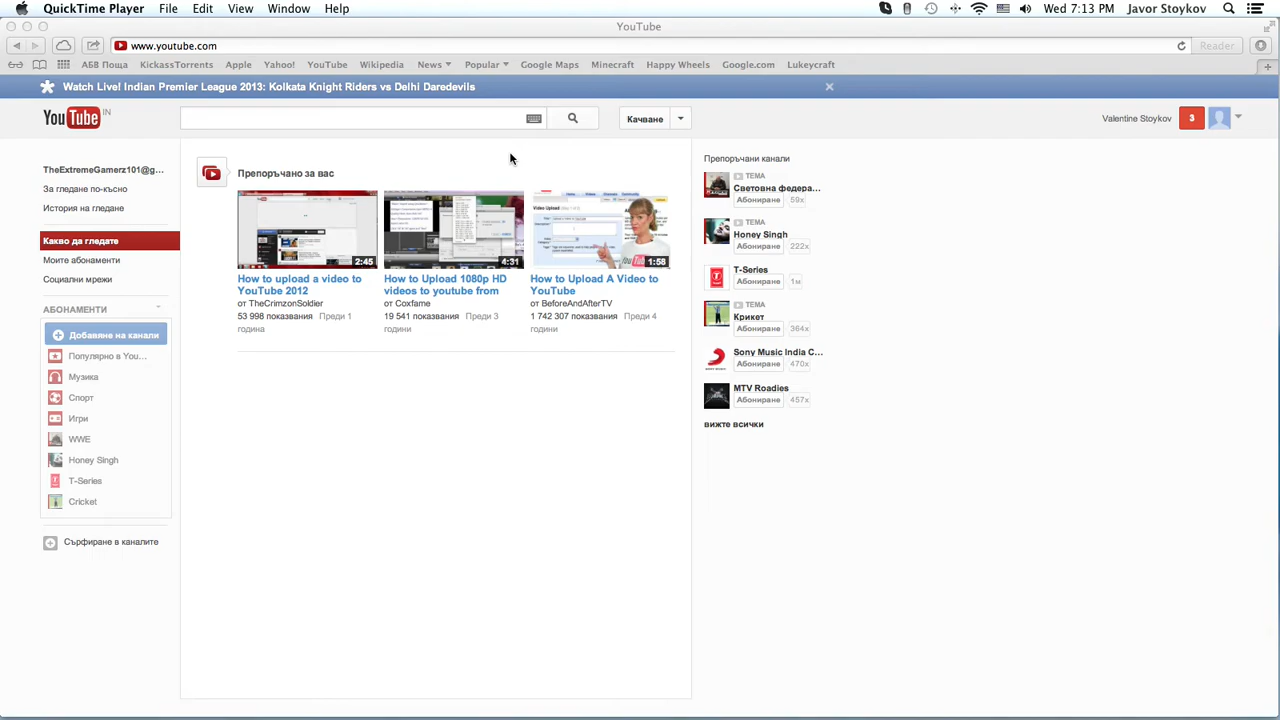 QuickTime Player File Edit View Window Help Wed 7:13 PM Javor Stoykov
YouTube
www.youtube.com Reader
АБВ Поща KickassTorrents Apple Yahoo! YouTube Wikipedia News Popular Google Maps Minecraft Happy Wheels Google.com Lukeycraft
Watch Live! Indian Premier League 2013: Kolkata Knight Riders vs Delhi Daredevils
YouTube IN Качване Valentine Stoykov 3
TheExtremeGamerz101@g...
За гледане по-късно
История на гледане
Какво да гледате
Моите абонаменти
Социални мрежи
АБОНАМЕНТИ
Добавяне на канали
Популярно в You...
Музика
Спорт
Игри
WWE
Honey Singh
T-Series
Cricket
Сърфиране в каналите
Препоръчано за вас
2:45
How to upload a video to
YouTube 2012
от TheCrimzonSoldier
53 998 показвания Преди 1
година
4:31
How to Upload 1080p HD
videos to youtube from
от Coxfame
19 541 показвания Преди 3
години
Video Upload
1:58
How to Upload A Video to
YouTube
от BeforeAndAfterTV
1 742 307 показвания Преди 4
години
Препоръчани канали
ТЕМА
Световна федера...
Абониране 59х
ТЕМА
Honey Singh
Абониране 222х
T-Series
Абониране 1м
ТЕМА
Крикет
Абониране 364х
Sony Music India C...
Абониране 470х
MTV Roadies
Абониране 457х
вижте всички